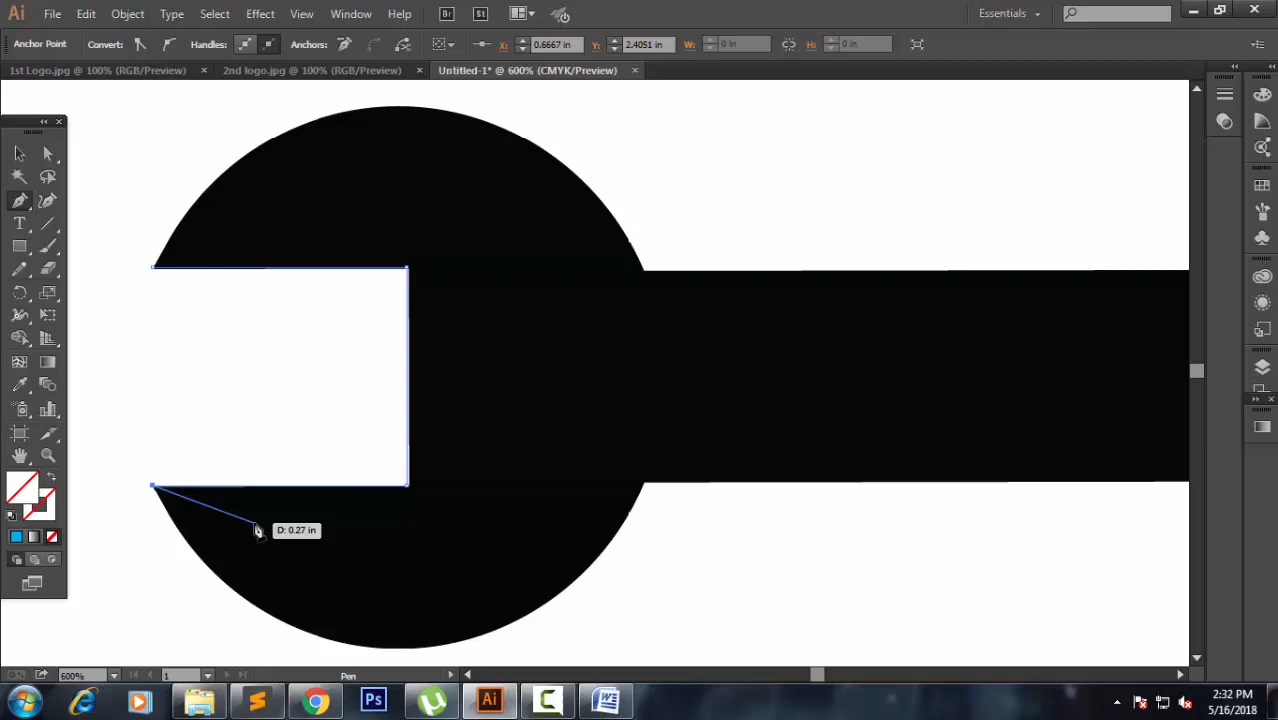 Ai File Edit Object Type Select Effect View Window Help Br St Essentials
Anchor Point Convert: Handles: Anchors: X: 0.6667 in Y: 2.4051 in W: 0 in H: 0 in
1st Logo.jpg @ 100% (RGB/Preview) × 2nd logo.jpg @ 100% (RGB/Preview) × Untitled-1* @ 600% (CMYK/Preview) ×
D: 0.27 in
600% 1 Pen
Ps Ai C W
2:32 PM
5/16/2018